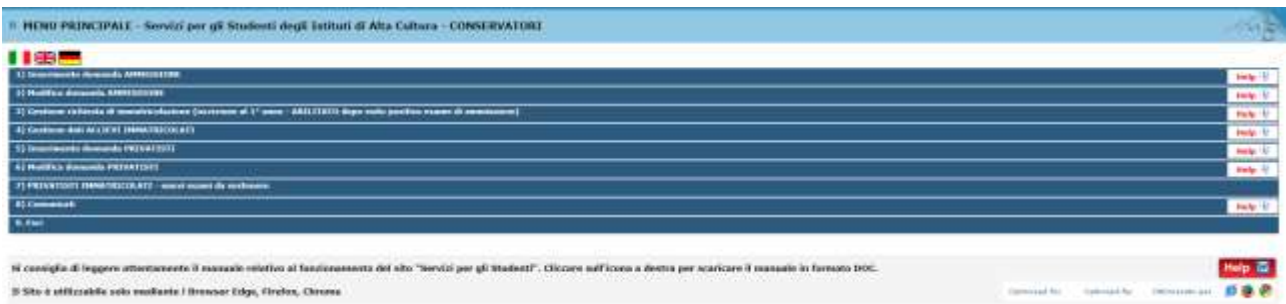 MENU PRINCIPALE - Servizi per gli Studenti degli Istituti di Alta Cultura - CONSERVATORI
1) Inserimento domanda AMMISSIONE
Help
2) Modifica domanda AMMISSIONE
Help
3) Gestione richiesta di immatricolazione (iscrizione al 1° anno - ABILITATO dopo esito positivo esame di ammissione)
Help
4) Gestione dati ALLIEVI IMMATRICOLATI
Help
5) Inserimento domanda PRIVATISTI
Help
6) Modifica domanda PRIVATISTI
Help
7) PRIVATISTI IMMATRICOLATI - nuovi esami da sostenere
8) Comunicati
Help
9. Esci
Si consiglia di leggere attentamente il manuale relativo al funzionamento del sito "Servizi per gli Studenti". Cliccare sull'icona a destra per scaricare il manuale in formato DOC.
Help
Il Sito è utilizzabile solo mediante i Browser Edge, Firefox, Chrome